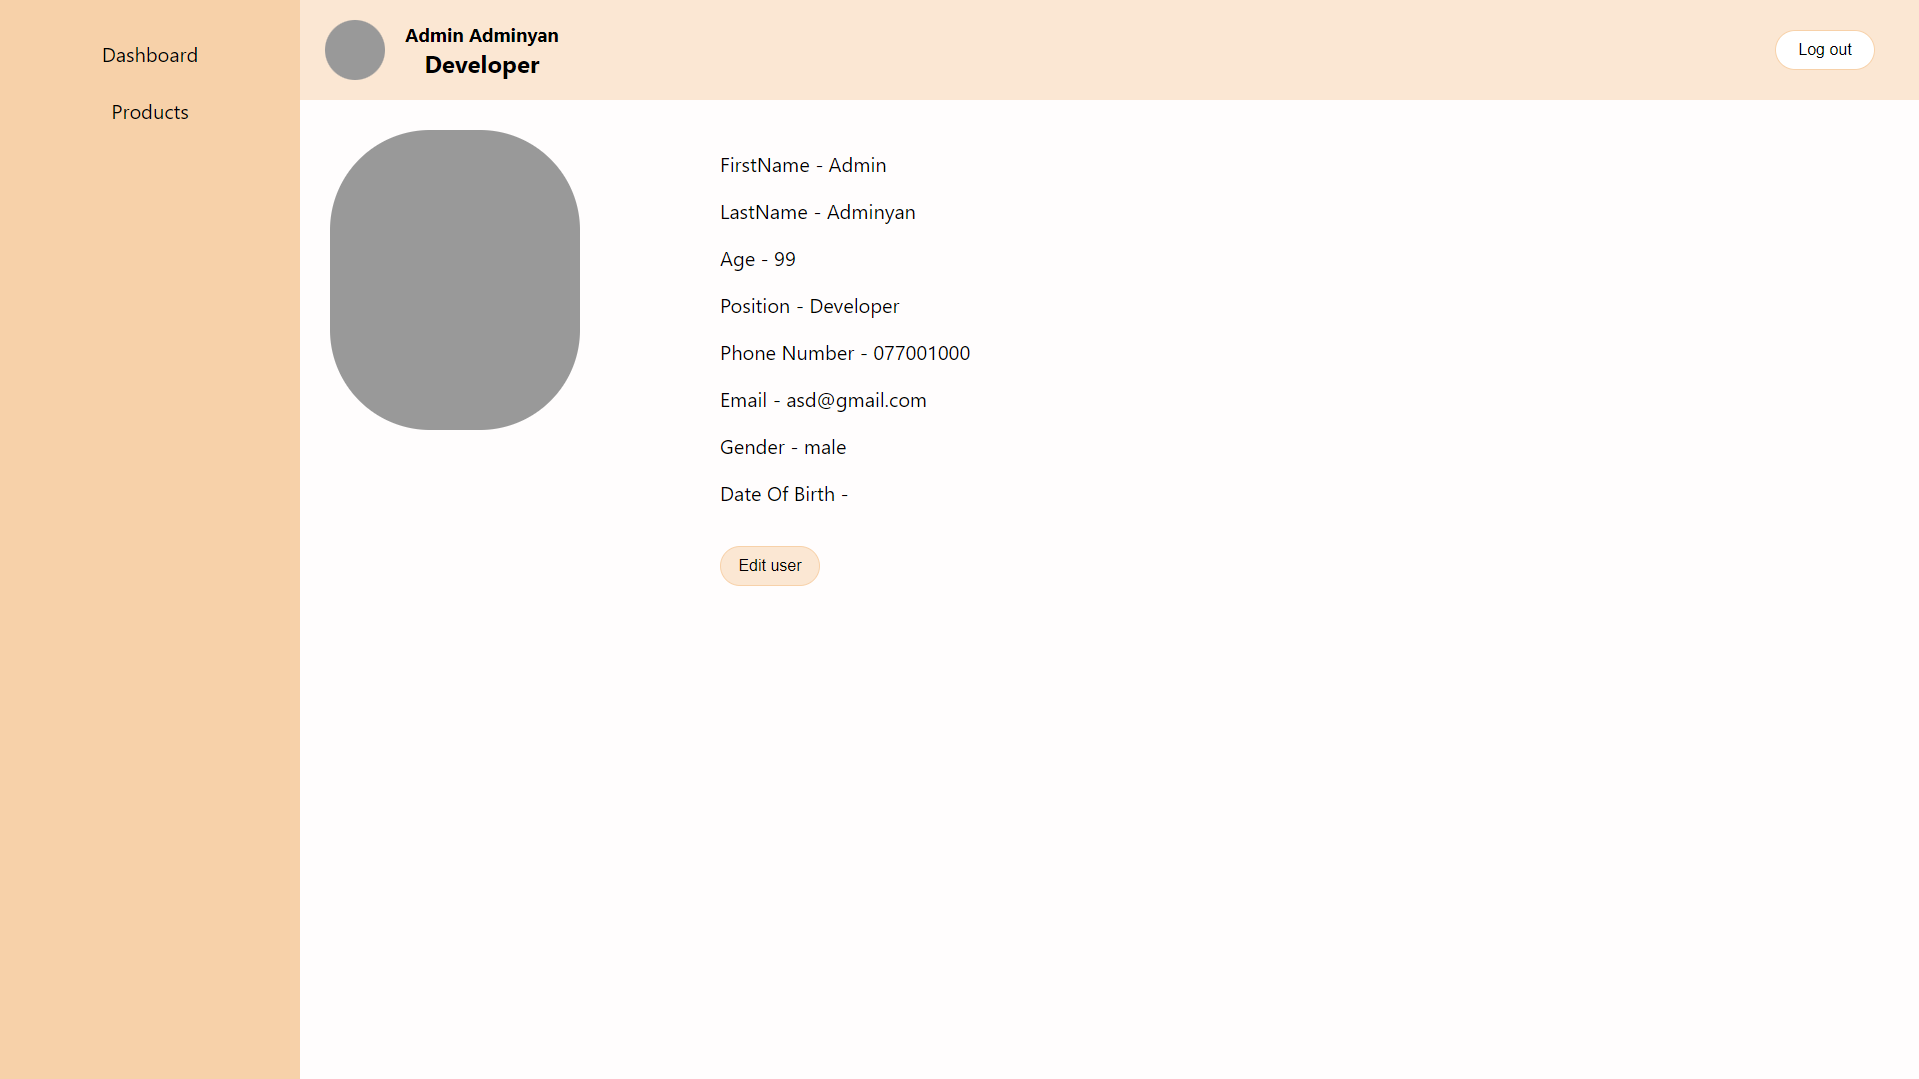 Dashboard
Products
Admin Adminyan
Developer
Log out
FirstName - Admin
LastName - Adminyan
Age - 99
Position - Developer
Phone Number - 077001000
Email - asd@gmail.com
Gender - male
Date Of Birth -
Edit user